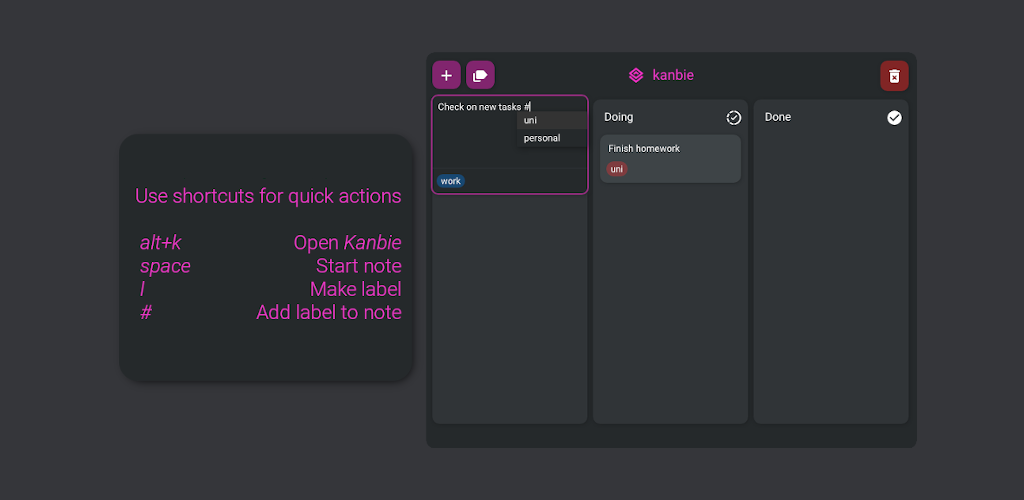 Use shortcuts for quick actions
alt+k Open Kanbie
space Start note
l Make label
# Add label to note
kanbie
Check on new tasks #
uni
personal
work
Doing
Finish homework
uni
Done